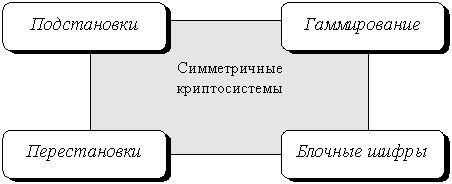 Подстановки
Гаммирование
Симметричные
криптосистемы
Перестановки
Блочные шифры